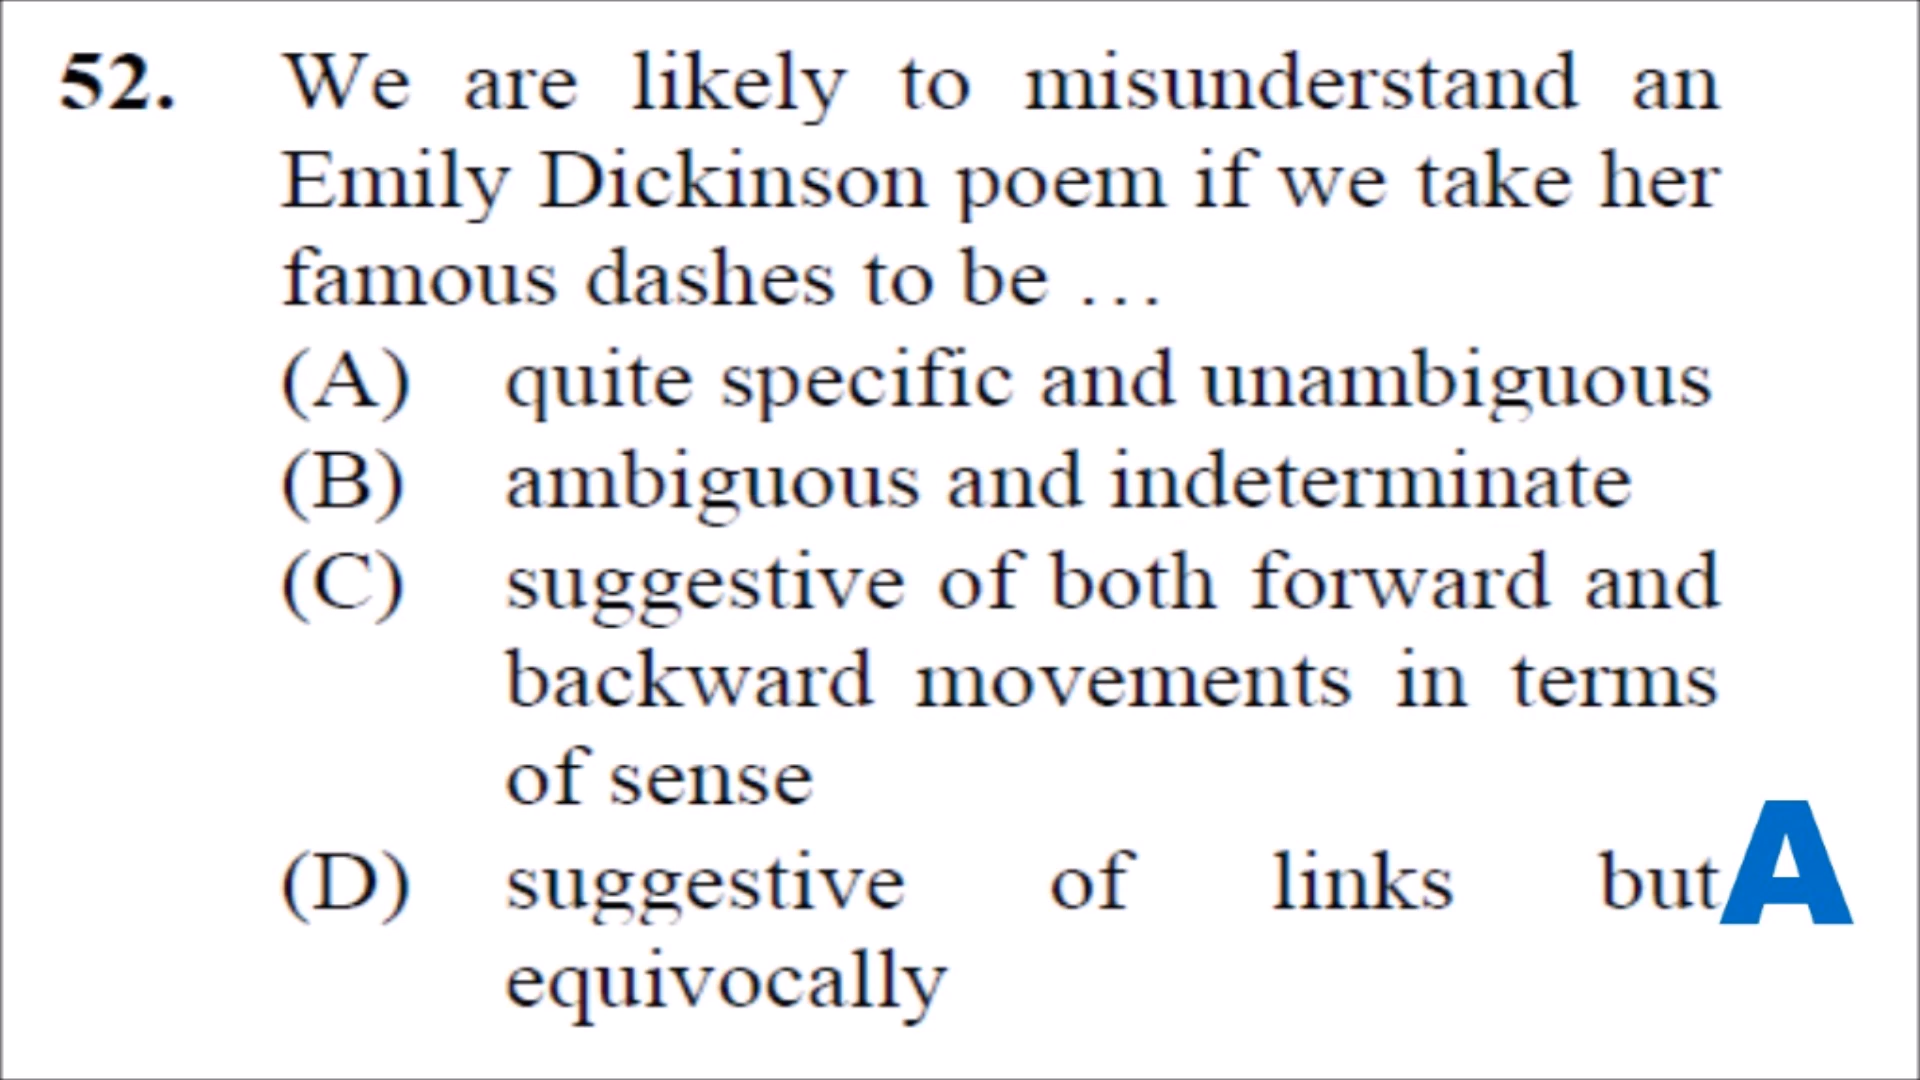 52. We are likely to misunderstand an
Emily Dickinson poem if we take her
famous dashes to be …
(A) quite specific and unambiguous
(B) ambiguous and indeterminate
(C) suggestive of both forward and
backward movements in terms
of sense
(D) suggestive of links but
equivocally
A